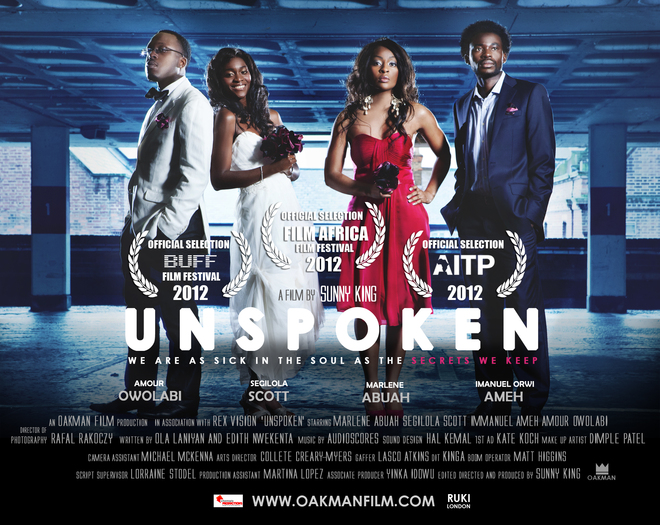 OFFICIAL SELECTION
BUFF
FILM FESTIVAL
2012
OFFICIAL SELECTION
FILM AFRICA
FILM FESTIVAL
2012
OFFICIAL SELECTION
AITP
2012
A FILM BY SUNNY KING
UNSPOKEN
WE ARE AS SICK IN THE SOUL AS THE SECRETS WE KEEP
AMOUR
OWOLABI
SEGILOLA
SCOTT
MARLENE
ABUAH
IMANUEL ORWI
AMEH
AN OAKMAN FILM PRODUCTION IN ASSOCIATION WITH REX VISION 'UNSPOKEN' STARRING MARLENE ABUAH SEGILOLA SCOTT IMMANUEL AMEH AMOUR OWOLABI
DIRECTOR OF
PHOTOGRAPHY RAFAL RAKOCZY WRITTEN BY OLA LANIYAN AND EDITH NWEKENTA MUSIC BY AUDIOSCORES SOUND DESIGN HAL KEMAL 1ST AD KATE KOCH MAKE UP ARTIST DIMPLE PATEL
CAMERA ASSISTANT MICHAEL MCKENNA ARTS DIRECTOR COLLETE CREARY-MYERS GAFFER LASCO ATKINS DIT KINGA BOOM OPERATOR MATT HIGGINS
SCRIPT SUPERVISOR LORRAINE STODEL PRODUCTION ASSISTANT MARTINA LOPEZ ASSOCIATE PRODUCER YINKA IDOWU EDITED DIRECTED AND PRODUCED BY SUNNY KING
OAKMAN
WWW.OAKMANFILM.COM
RUKI
LONDON